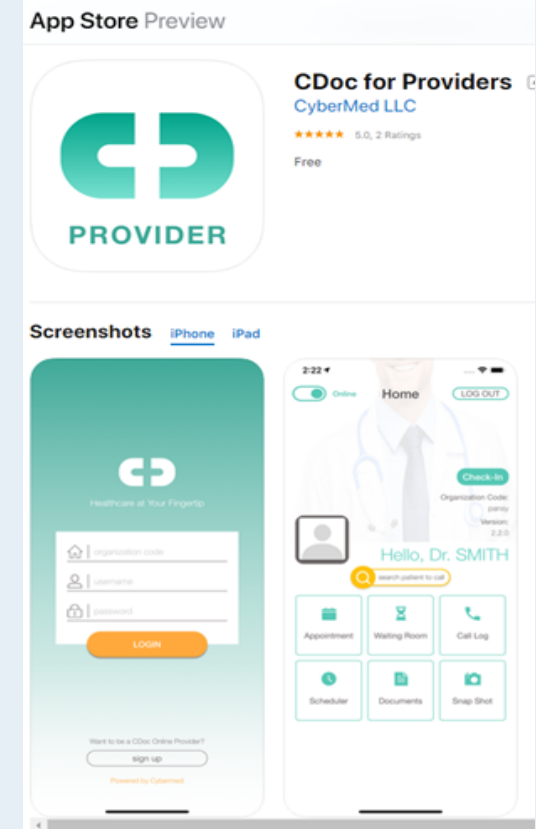 App Store Preview
CDoc for Providers
CyberMed LLC
5.0, 2 Ratings
Free
PROVIDER
Screenshots iPhone iPad
Healthcare at Your Fingertip
organization code
username
password
LOGIN
Want to be a CDoc Online Provider?
sign up
Powered by Cybermed
2:22
Online Home LOG OUT
Check-In
Organization Code:
pansy
Version:
2.2.0
Hello, Dr. SMITH
search patient to call
Appointment Waiting Room Call Log
Scheduler Documents Snap Shot